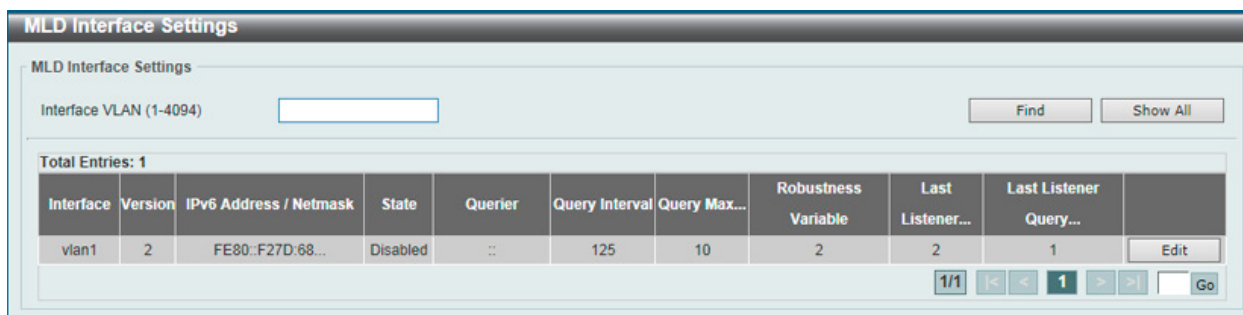 MLD Interface Settings
MLD Interface Settings
Interface VLAN (1-4094)
Find
Show All
Total Entries: 1
Interface Version IPv6 Address / Netmask State Querier Query Interval Query Max... Robustness Variable Last Listener... Last Listener Query...
vlan1 2 FE80::F27D:68... Disabled :: 125 10 2 2 1 Edit
1/1 |< < 1 > >| Go